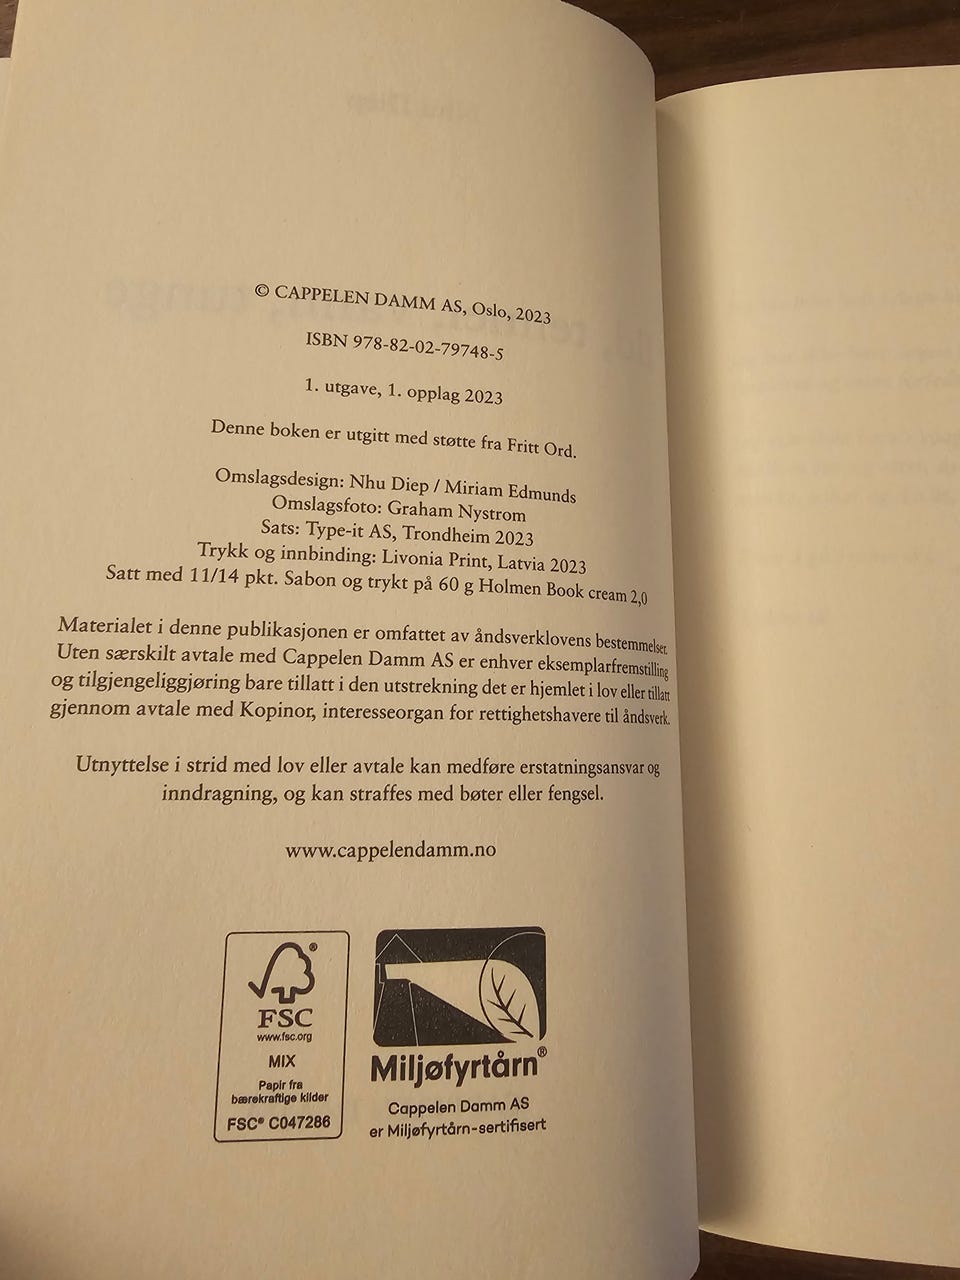 © CAPPELEN DAMM AS, Oslo, 2023
ISBN 978-82-02-79748-5
1. utgave, 1. opplag 2023
Denne boken er utgitt med støtte fra Fritt Ord.
Omslagsdesign: Nhu Diep / Miriam Edmunds
Omslagsfoto: Graham Nystrom
Sats: Type-it AS, Trondheim 2023
Trykk og innbinding: Livonia Print, Latvia 2023
Satt med 11/14 pkt. Sabon og trykt på 60 g Holmen Book cream 2,0
Materialet i denne publikasjonen er omfattet av åndsverklovens bestemmelser.
Uten særskilt avtale med Cappelen Damm AS er enhver eksemplarfremstilling
og tilgjengeliggjøring bare tillatt i den utstrekning det er hjemlet i lov eller tillatt
gjennom avtale med Kopinor, interesseorgan for rettighetshavere til åndsverk.
Utnyttelse i strid med lov eller avtale kan medføre erstatningsansvar og
inndragning, og kan straffes med bøter eller fengsel.
www.cappelendamm.no
FSC
www.fsc.org
MIX
Papir fra
bærekraftige kilder
FSC® C047286
Miljøfyrtårn®
Cappelen Damm AS
er Miljøfyrtårn-sertifisert